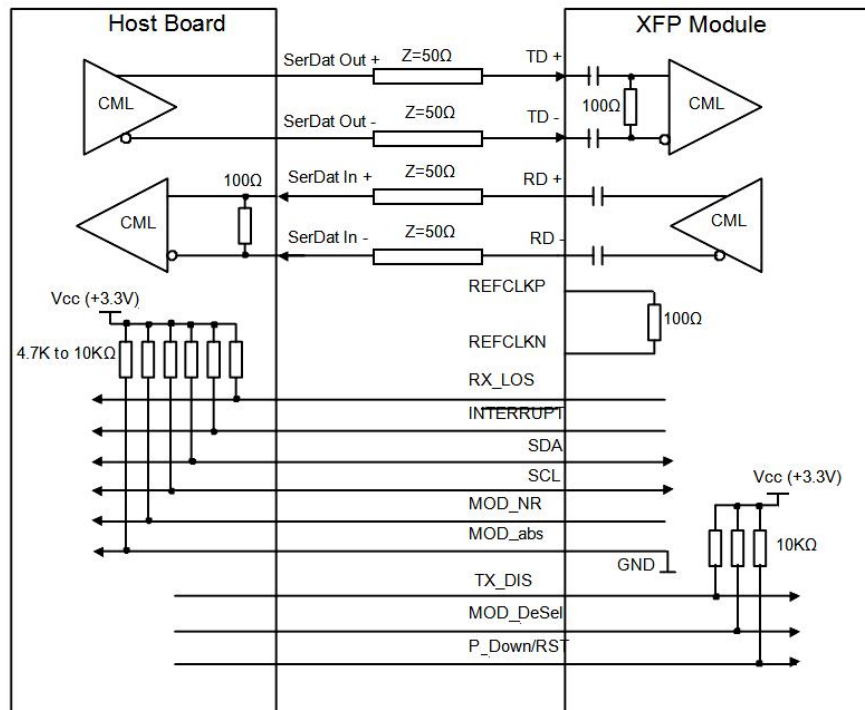 Host Board
XFP Module
SerDat Out +
Z=50Ω
TD +
CML
100Ω
CML
SerDat Out -
Z=50Ω
TD -
SerDat In +
Z=50Ω
RD +
100Ω
CML
CML
SerDat In -
Z=50Ω
RD -
REFCLKP
Vcc (+3.3V)
100Ω
REFCLKN
4.7K to 10KΩ
RX_LOS
INTERRUPT
SDA
SCL
Vcc (+3.3V)
MOD_NR
MOD_abs
10KΩ
GND
TX_DIS
MOD_DeSel
P_Down/RST